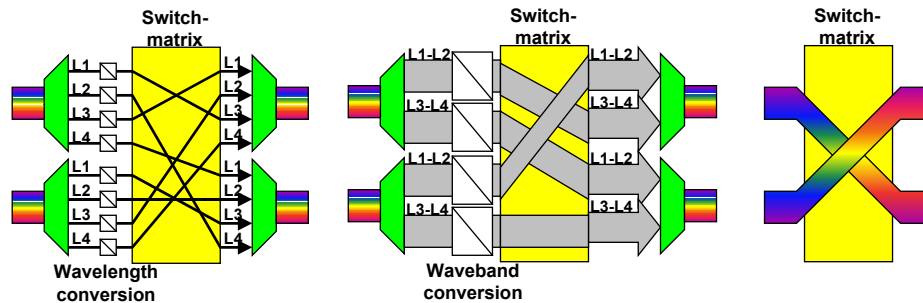 Switch-
matrix
L1
L2
L3
L4
L1
L2
L3
L4
L1
L2
L3
L4
L1
L2
L3
L4
Wavelength
conversion
Switch-
matrix
L1-L2
L3-L4
L1-L2
L3-L4
L1-L2
L3-L4
L1-L2
L3-L4
Waveband
conversion
Switch-
matrix